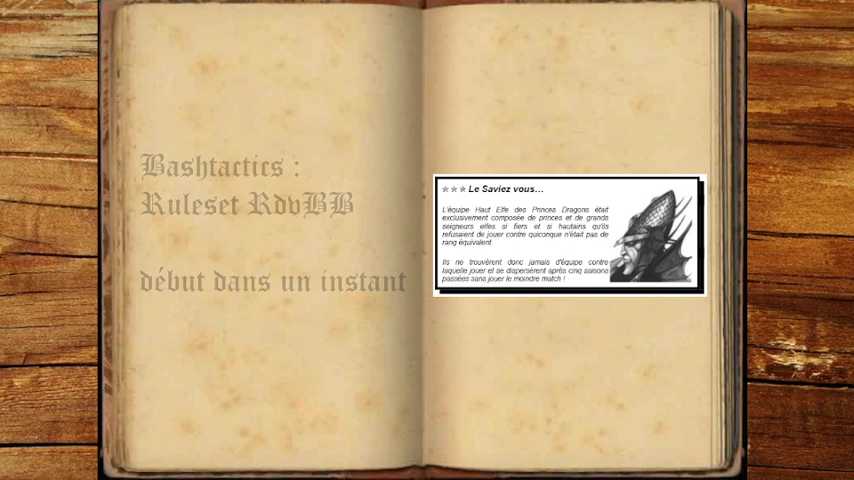 Bashtactics :
Ruleset RdvBB
début dans un instant
★★★ Le Saviez vous...
L'équipe Haut Elfe des Princes Dragons était
exclusivement composée de princes et de grands
seigneurs elfes si fiers et si hautains qu'ils
refusaient de jouer contre quiconque n'était pas de
rang équivalent.
Ils ne trouvèrent donc jamais d'équipe contre
laquelle jouer et se dispersèrent après cinq saisons
passées sans jouer le moindre match !